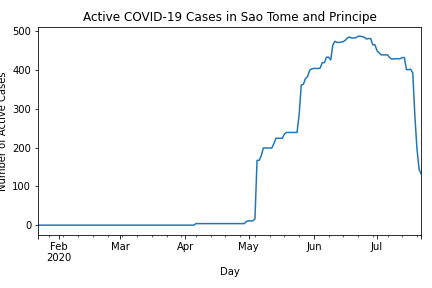 Active COVID-19 Cases in Sao Tome and Principe
Number of Active Cases
500
400
300
200
100
0
Feb
2020
Mar
Apr
May
Jun
Jul
Day